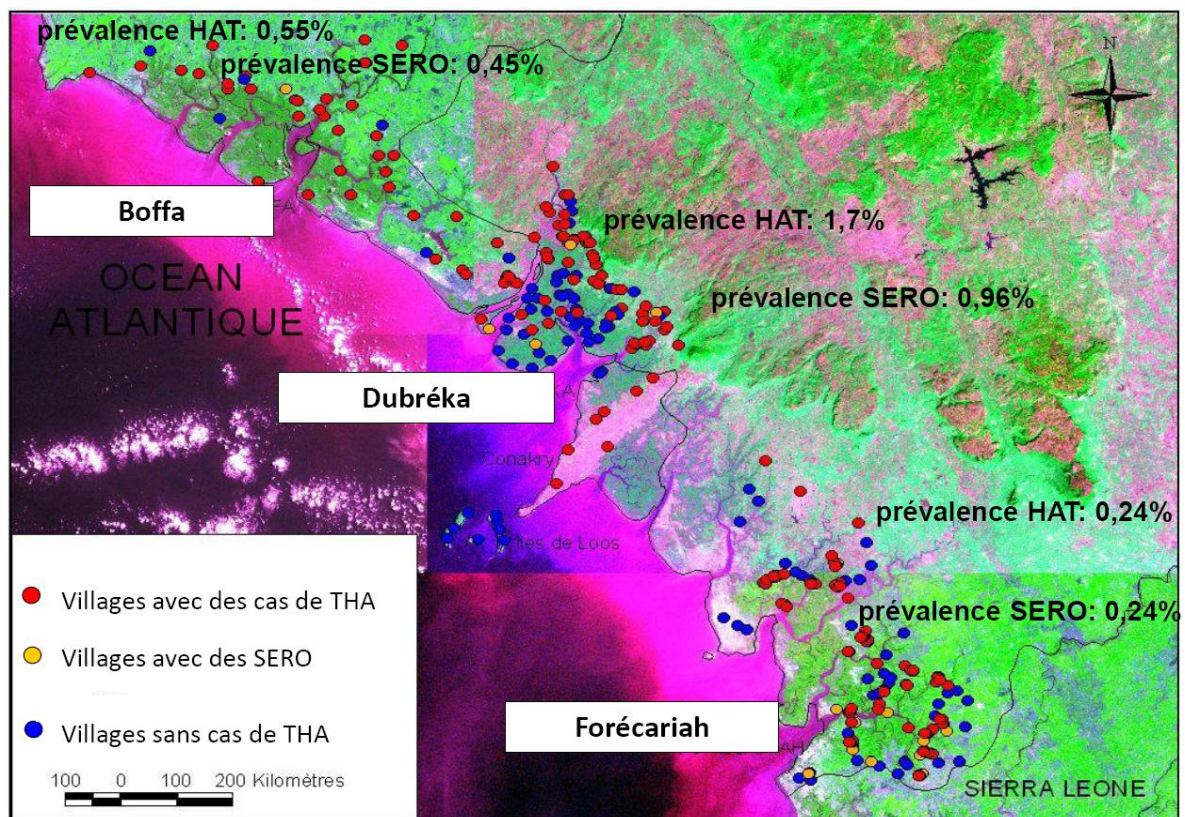 prévalence HAT: 0,55%
prévalence SERO: 0,45%
N
Boffa
FA
prévalence HAT: 1,7%
OCEAN
ATLANTIQUE
prévalence SERO: 0,96%
Dubréka
A
Conakry
prévalence HAT: 0,24%
Iles de Loos
Villages avec des cas de THA
prévalence SERO: 0,24%
Villages avec des SERO
Forécariah
AH
Villages sans cas de THA
100 0 100 200 Kilomètres
SIERRA LEONE